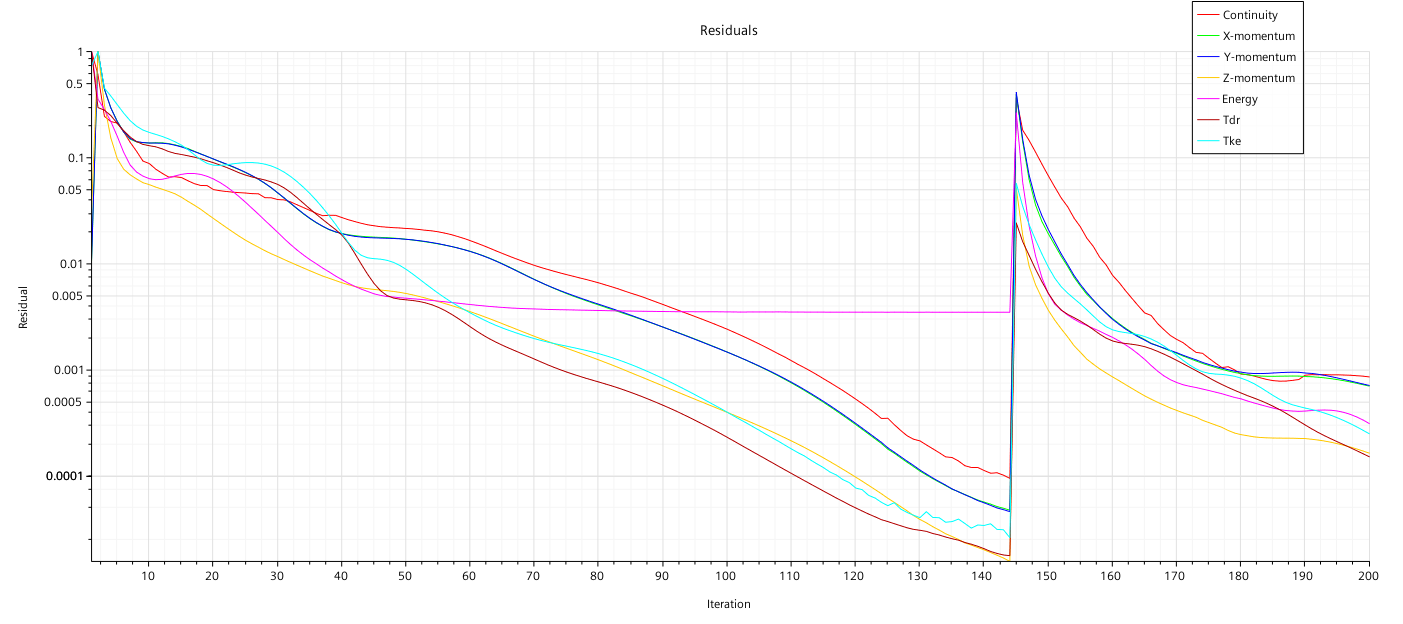 Residuals
Continuity
X-momentum
Y-momentum
Z-momentum
Energy
Tdr
Tke
1
0.5
0.1
0.05
0.01
0.005
0.001
0.0005
0.0001
Residual
10 20 30 40 50 60 70 80 90 100 110 120 130 140 150 160 170 180 190 200
Iteration